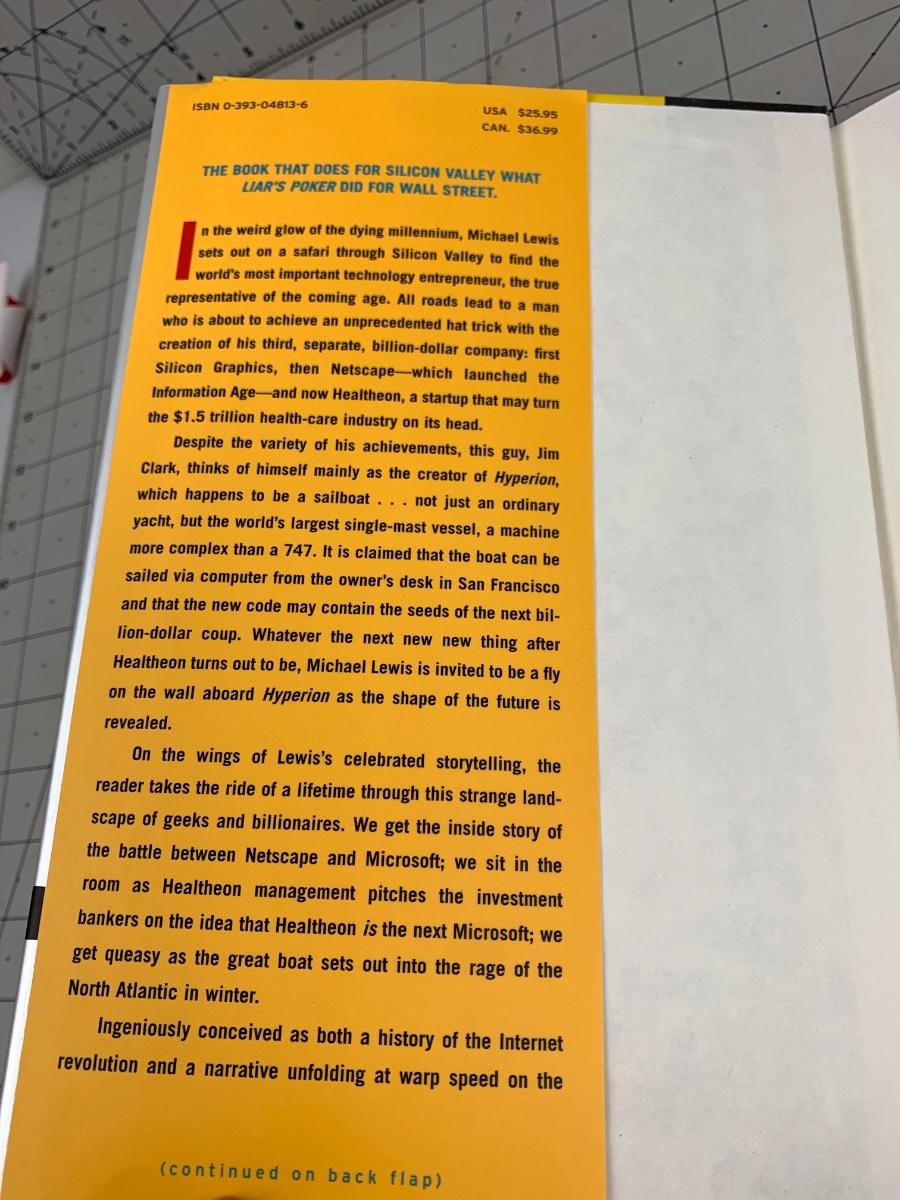 ISBN 0-393-04813-6
USA $25.95
CAN. $36.99
THE BOOK THAT DOES FOR SILICON VALLEY WHAT
LIAR'S POKER DID FOR WALL STREET.
In the weird glow of the dying millennium, Michael Lewis
sets out on a safari through Silicon Valley to find the
world's most important technology entrepreneur, the true
representative of the coming age. All roads lead to a man
who is about to achieve an unprecedented hat trick with the
creation of his third, separate, billion-dollar company: first
Silicon Graphics, then Netscape—which launched the
Information Age—and now Healtheon, a startup that may turn
the $1.5 trillion health-care industry on its head.
Despite the variety of his achievements, this guy, Jim
Clark, thinks of himself mainly as the creator of Hyperion,
which happens to be a sailboat . . . not just an ordinary
yacht, but the world's largest single-mast vessel, a machine
more complex than a 747. It is claimed that the boat can be
sailed via computer from the owner's desk in San Francisco
and that the new code may contain the seeds of the next bil-
lion-dollar coup. Whatever the next new new thing after
Healtheon turns out to be, Michael Lewis is invited to be a fly
on the wall aboard Hyperion as the shape of the future is
revealed.
On the wings of Lewis's celebrated storytelling, the
reader takes the ride of a lifetime through this strange land-
scape of geeks and billionaires. We get the inside story of
the battle between Netscape and Microsoft; we sit in the
room as Healtheon management pitches the investment
bankers on the idea that Healtheon is the next Microsoft; we
get queasy as the great boat sets out into the rage of the
North Atlantic in winter.
Ingeniously conceived as both a history of the Internet
revolution and a narrative unfolding at warp speed on the
(continued on back flap)